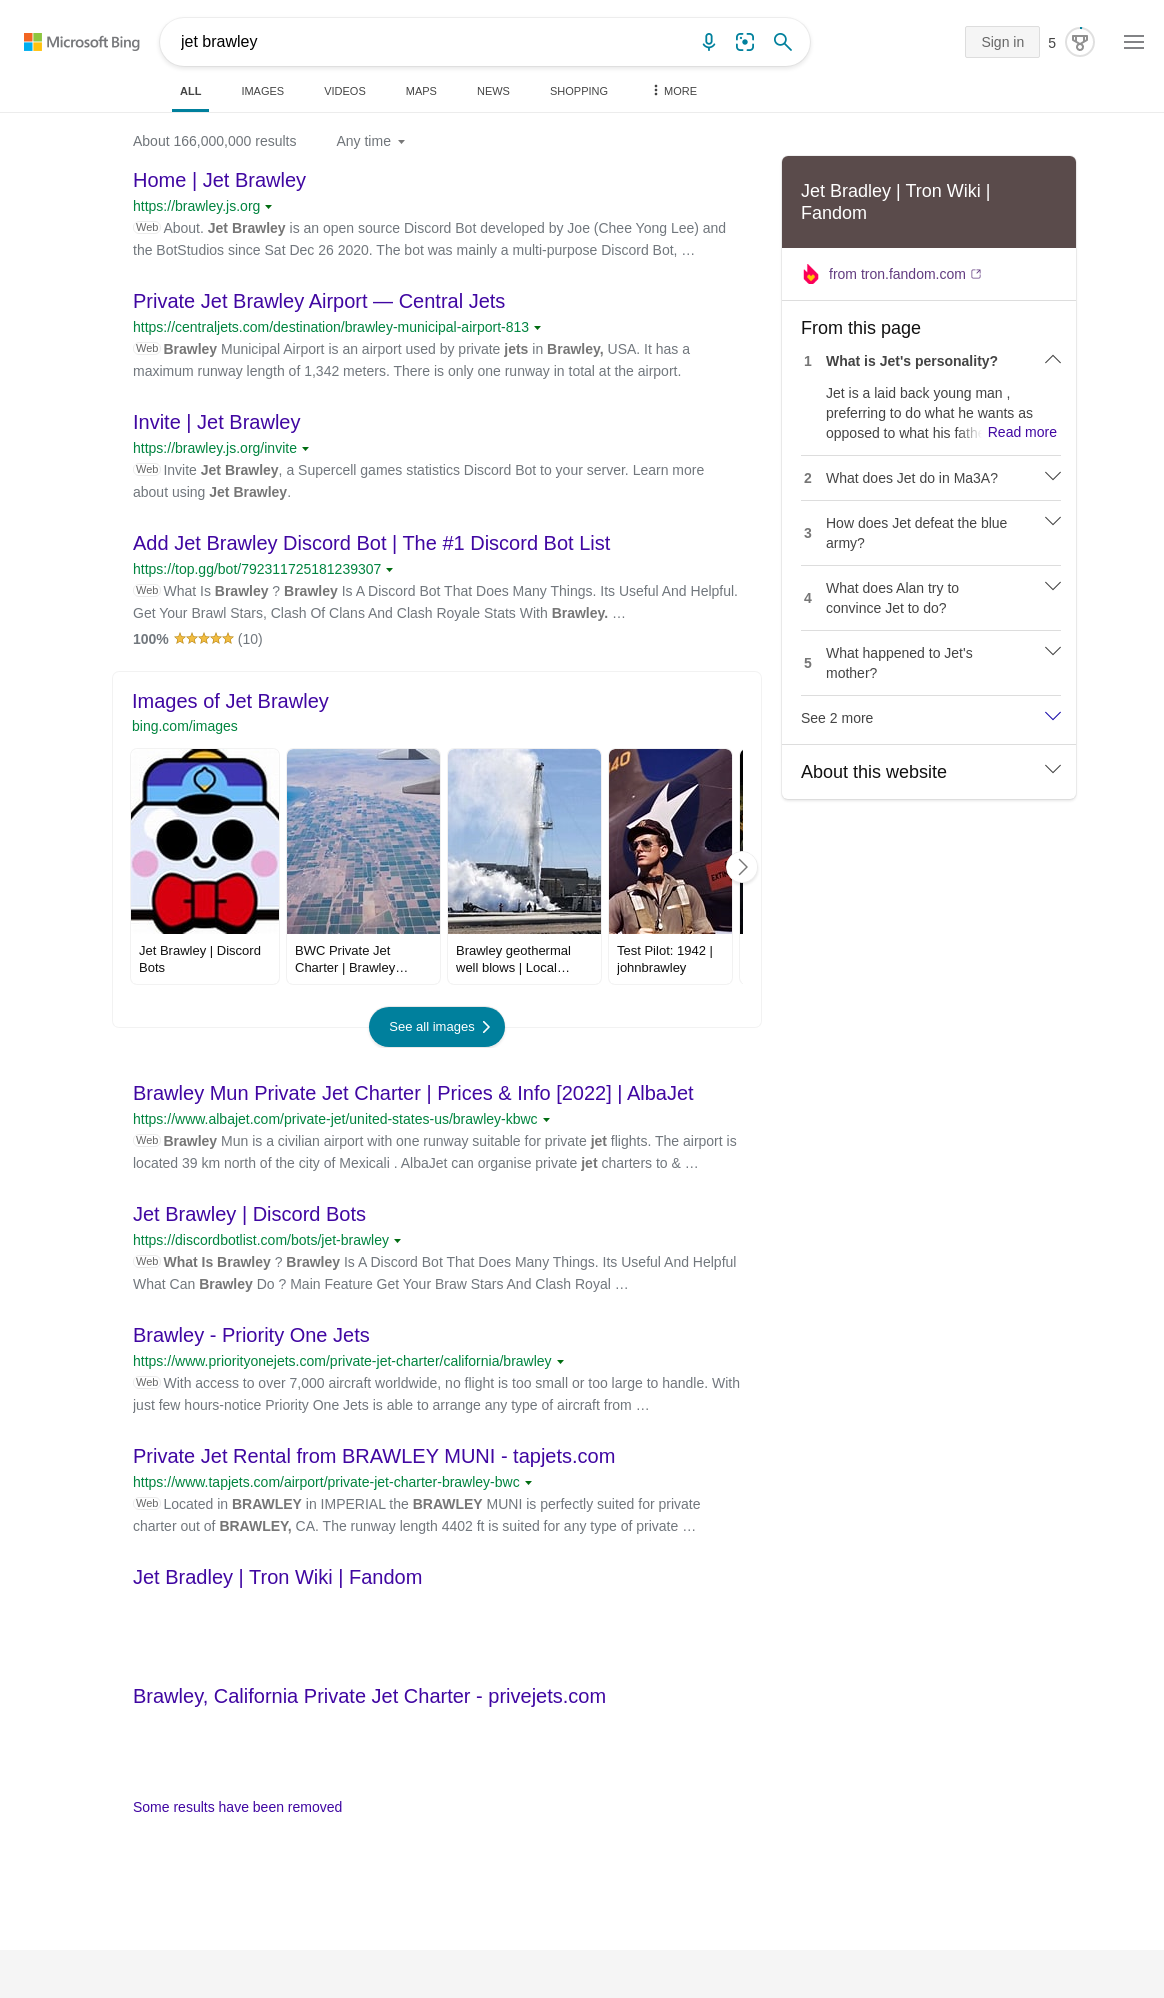 Microsoft Bing
jet brawley
Sign in
5
ALL
IMAGES
VIDEOS
MAPS
NEWS
SHOPPING
MORE
About 166,000,000 results
Any time
Home | Jet Brawley
https://brawley.js.org
Web About. Jet Brawley is an open source Discord Bot developed by Joe (Chee Yong Lee) and
the BotStudios since Sat Dec 26 2020. The bot was mainly a multi-purpose Discord Bot, …
Private Jet Brawley Airport — Central Jets
https://centraljets.com/destination/brawley-municipal-airport-813
Web Brawley Municipal Airport is an airport used by private jets in Brawley, USA. It has a
maximum runway length of 1,342 meters. There is only one runway in total at the airport.
Invite | Jet Brawley
https://brawley.js.org/invite
Web Invite Jet Brawley, a Supercell games statistics Discord Bot to your server. Learn more
about using Jet Brawley.
Add Jet Brawley Discord Bot | The #1 Discord Bot List
https://top.gg/bot/792311725181239307
Web What Is Brawley ? Brawley Is A Discord Bot That Does Many Things. Its Useful And Helpful.
Get Your Brawl Stars, Clash Of Clans And Clash Royale Stats With Brawley. …
100% (10)
Images of Jet Brawley
bing.com/images
40
EXTIN
Jet Brawley | Discord
Bots
BWC Private Jet
Charter | Brawley…
Brawley geothermal
well blows | Local…
Test Pilot: 1942 |
johnbrawley
See all images
Brawley Mun Private Jet Charter | Prices & Info [2022] | AlbaJet
https://www.albajet.com/private-jet/united-states-us/brawley-kbwc
Web Brawley Mun is a civilian airport with one runway suitable for private jet flights. The airport is
located 39 km north of the city of Mexicali . AlbaJet can organise private jet charters to & …
Jet Brawley | Discord Bots
https://discordbotlist.com/bots/jet-brawley
Web What Is Brawley ? Brawley Is A Discord Bot That Does Many Things. Its Useful And Helpful
What Can Brawley Do ? Main Feature Get Your Braw Stars And Clash Royal …
Brawley - Priority One Jets
https://www.priorityonejets.com/private-jet-charter/california/brawley
Web With access to over 7,000 aircraft worldwide, no flight is too small or too large to handle. With
just few hours-notice Priority One Jets is able to arrange any type of aircraft from …
Private Jet Rental from BRAWLEY MUNI - tapjets.com
https://www.tapjets.com/airport/private-jet-charter-brawley-bwc
Web Located in BRAWLEY in IMPERIAL the BRAWLEY MUNI is perfectly suited for private
charter out of BRAWLEY, CA. The runway length 4402 ft is suited for any type of private …
Jet Bradley | Tron Wiki | Fandom
Brawley, California Private Jet Charter - privejets.com
Some results have been removed
Jet Bradley | Tron Wiki |
Fandom
from tron.fandom.com
From this page
1 What is Jet's personality?
Jet is a laid back young man ,
preferring to do what he wants as
opposed to what his fath Read more
2 What does Jet do in Ma3A?
3 How does Jet defeat the blue
army?
4 What does Alan try to
convince Jet to do?
5 What happened to Jet's
mother?
See 2 more
About this website